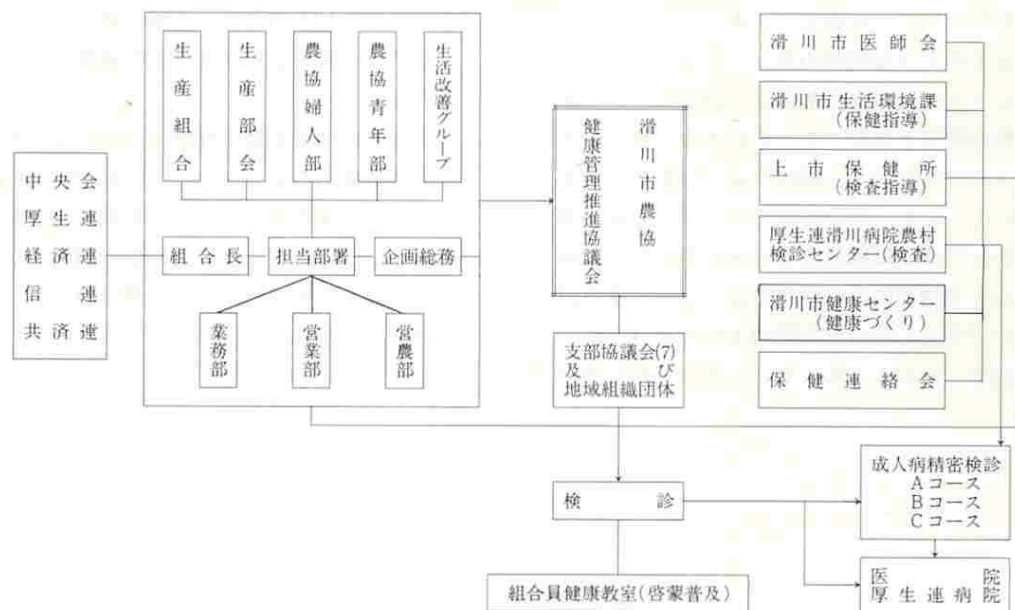 中央会
厚生連
経済連
信連
共済連
生産組合
生産部会
農協婦人部
農協青年部
生活改善グループ
組合長
担当部署
企画総務
業務部
営業部
営農部
滑川市農協
健康管理推進協議会
支部協議会(7)
及び
地域組織団体
検診
組合員健康教室(啓蒙普及)
滑川市医師会
滑川市生活環境課
(保健指導)
上市保健所
(検査指導)
厚生連滑川病院農村
検診センター(検査)
滑川市健康センター
(健康づくり)
保健連絡会
成人病精密検診
Aコース
Bコース
Cコース
医院
厚生連病院